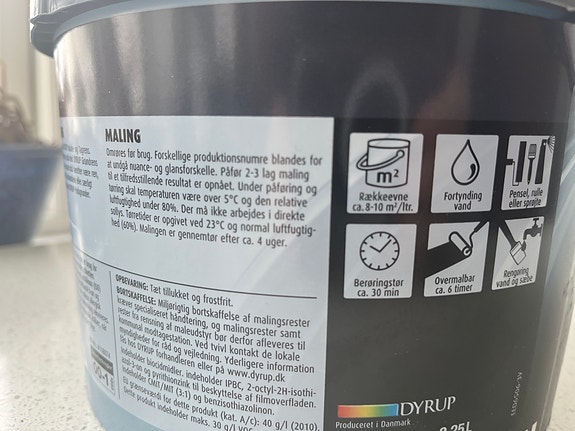 MALING
Omrøres før brug. Forskellige produktionsnumre blandes for
at undgå nuance- og glansforskelle. Påfør 2-3 lag maling
til et tilfredsstillende resultat er opnået. Under påføring og
tørring skal temperaturen være over 5°C og den relative
luftfugtighed under 80%. Der må ikke arbejdes i direkte
sollys. Tørretider er opgivet ved 23°C og normal luftfugtig-
hed (60%). Malingen er gennemtør efter ca. 4 uger.
OPBEVARING: Tæt tillukket og frostfrit.
BORTSKAFFELSE: Miljørigtig bortskaffelse af malingsrester
kræver specialiseret håndtering, og malingsrester samt
rester fra rensning af maleudstyr bør derfor afleveres til
kommunal modtagestation. Ved tvivl kontakt de lokale
myndigheder for råd og vejledning. Yderligere information
fås hos DYRUP forhandleren eller på www.dyrup.dk
Indeholder biocidmidler. Indeholder IPBC, 2-octyl-2H-isothi-
azol-3-on og pyrithionzink til beskyttelse af filmoverfladen.
Indeholder CMIT/MIT (3:1) og benzisothiazolinon.
EU grænseværdi for dette produkt (kat. A/c): 40 g/l (2010).
Dette produkt indeholder maks. 30 g/l VOC
m²
Rækkeevne
ca. 8-10 m²/ltr.
Fortynding
vand
Pensel, rulle
eller
sprøjte
Berøringstør
ca. 30 min
Overmalbar
ca. 6 timer
Rengøring
vand og sæbe
DYRUP
Produceret i Danmark